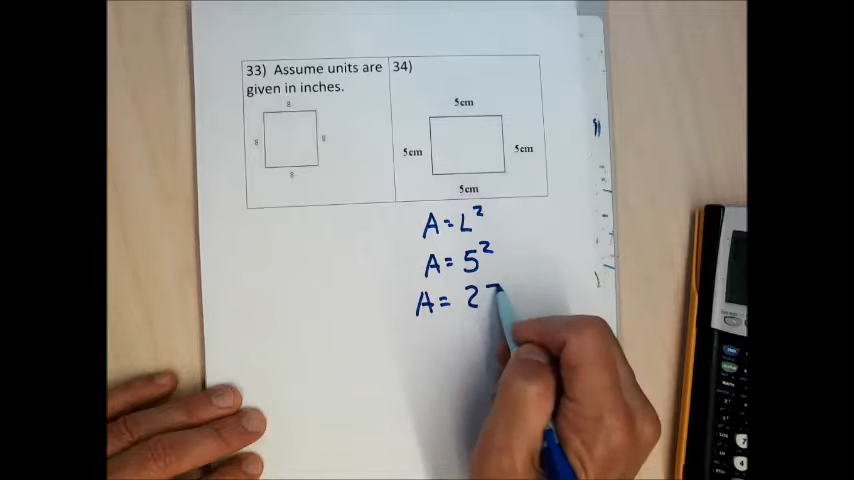 33) Assume units are
given in inches.
8
8
8
8
34)
5cm
5cm
5cm
5cm
A = L²
A = 5²
A = 2